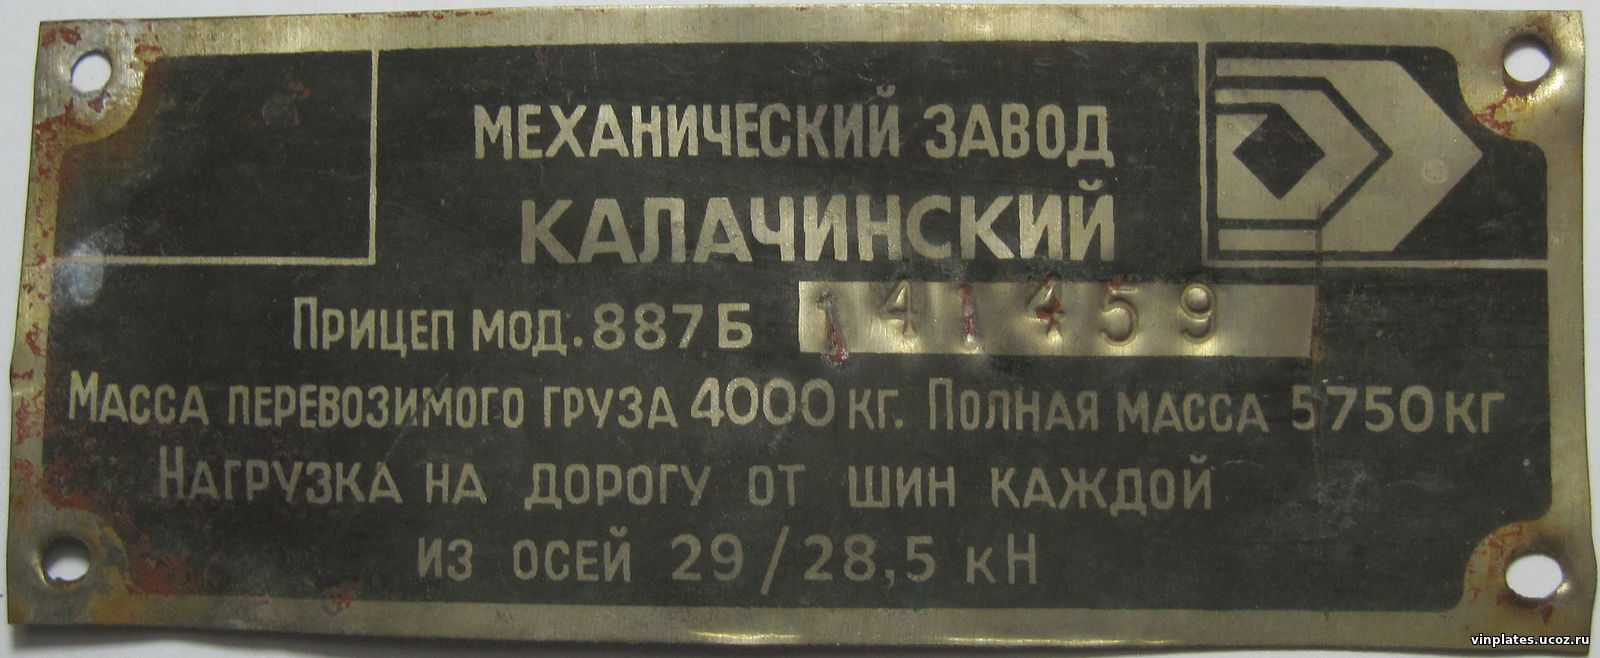 МЕХАНИЧЕСКИЙ ЗАВОД
КАЛАЧИНСКИЙ
ПРИЦЕП МОД. 887Б 141459
МАССА ПЕРЕВОЗИМОГО ГРУЗА 4000 КГ. ПОЛНАЯ МАССА 5750 КГ
НАГРУЗКА НА ДОРОГУ ОТ ШИН КАЖДОЙ
ИЗ ОСЕЙ 29/28,5 кН
vinplates.ucoz.ru